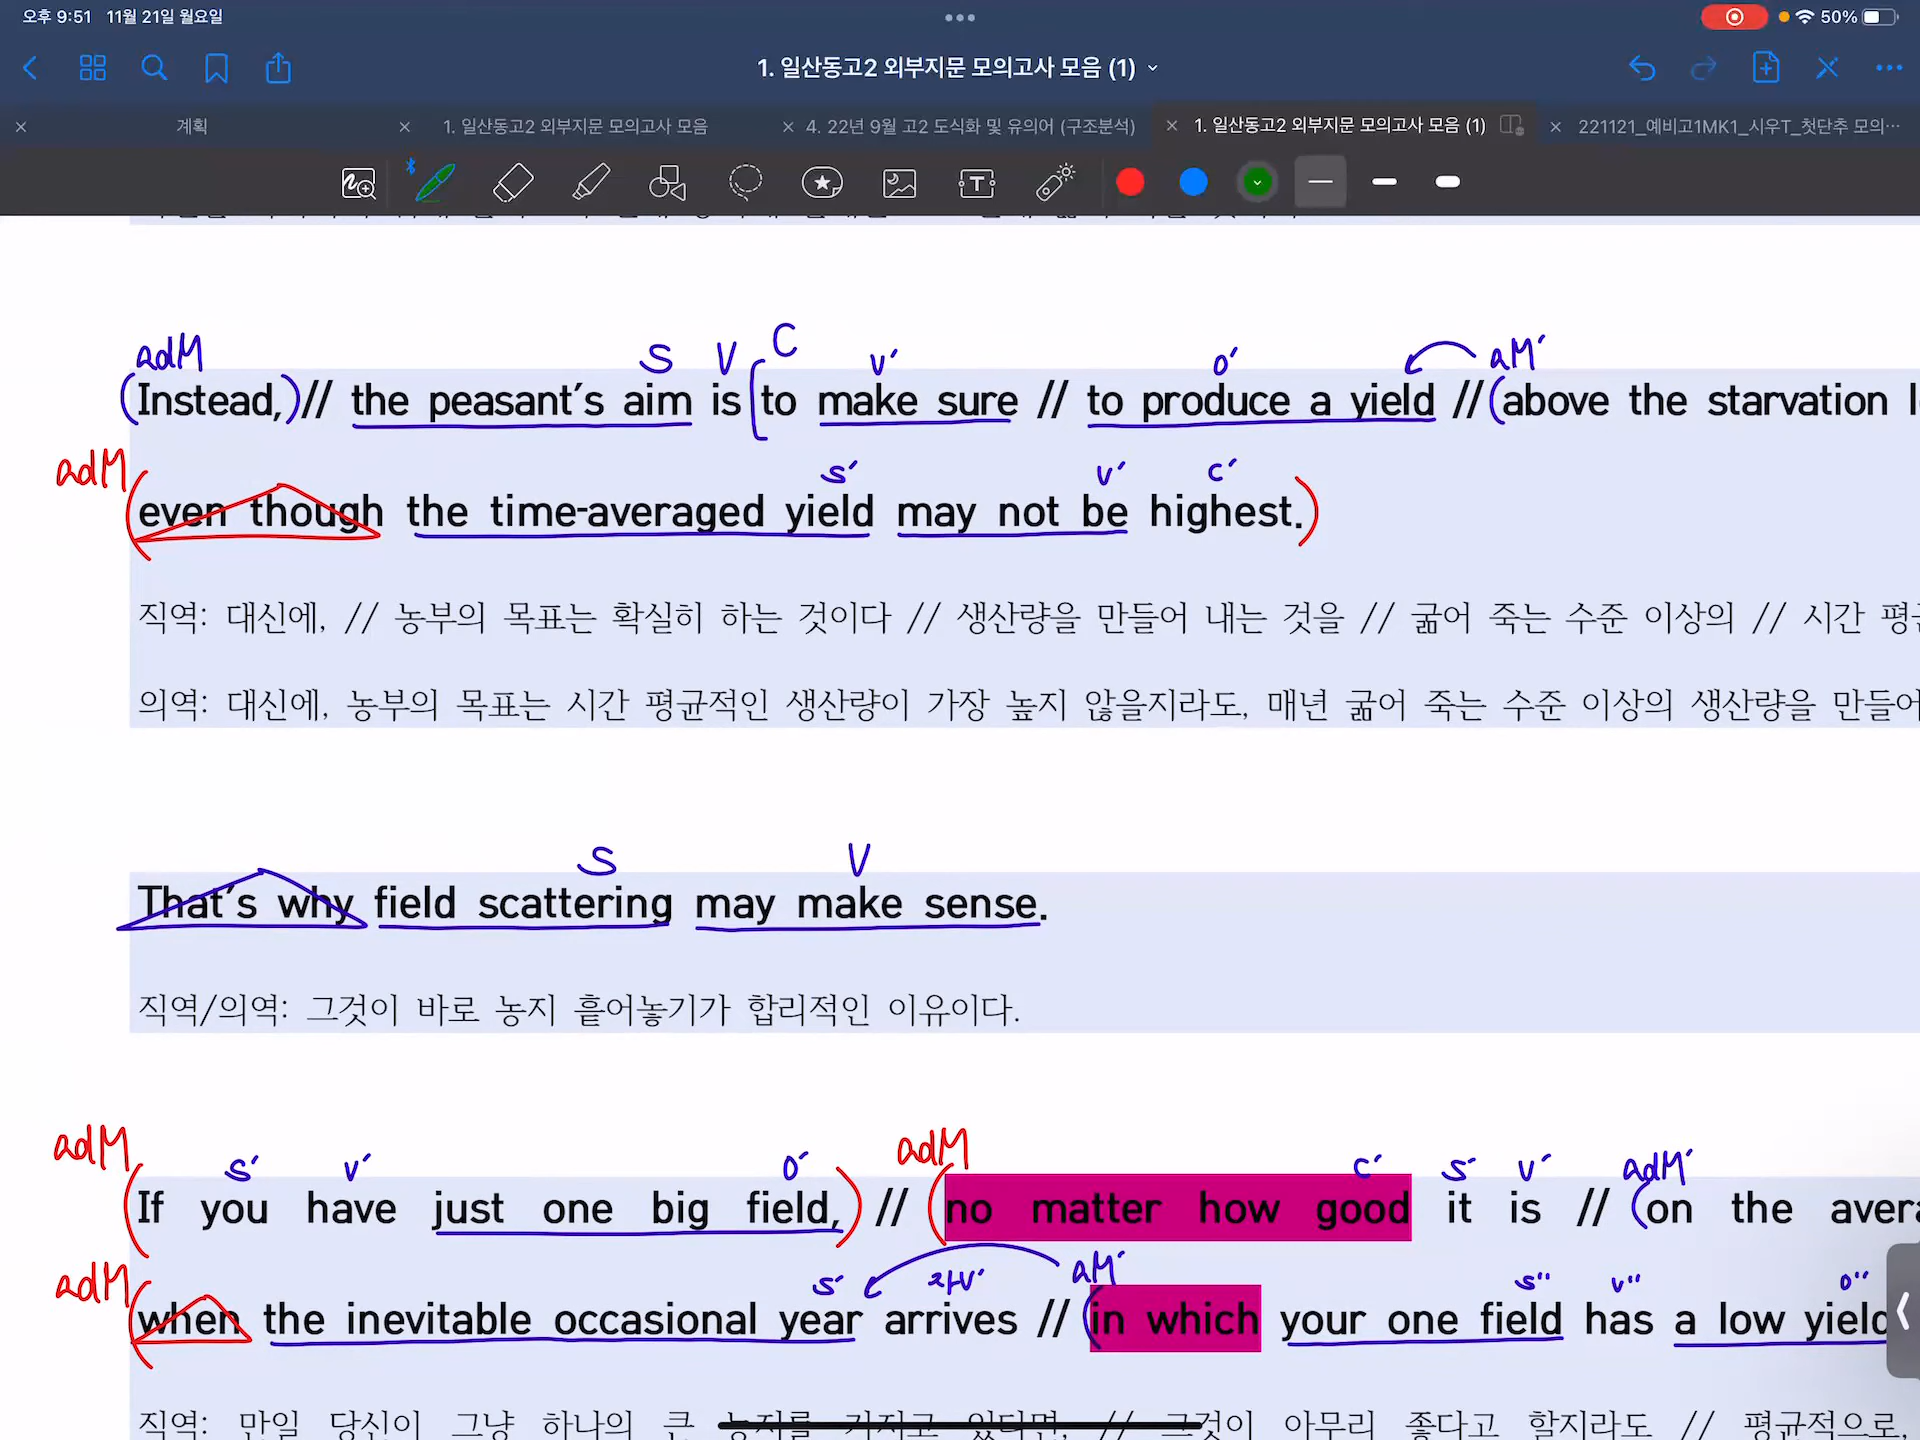 오후 9:51 11월 21일 월요일
50%
1. 일산동고2 외부지문 모의고사 모음 (1)
계획
1. 일산동고2 외부지문 모의고사 모음
4. 22년 9월 고2 도식화 및 유의어 (구조분석)
1. 일산동고2 외부지문 모의고사 모음 (1)
221121_예비고1MK1_시우T_첫단추 모의…
adM S V C v′ o′ aM′
(Instead,)// the peasant's aim is [to make sure // to produce a yield //(above the starvation
adM s′ v′ c′
(even though the time-averaged yield may not be highest.)
직역: 대신에, // 농부의 목표는 확실히 하는 것이다 // 생산량을 만들어 내는 것을 // 굶어 죽는 수준 이상의 // 시간
의역: 대신에, 농부의 목표는 시간 평균적인 생산량이 가장 높지 않을지라도, 매년 굶어 죽는 수준 이상의 생산량을 만들어
S V
That's why field scattering may make sense.
직역/의역: 그것이 바로 농지 흩어놓기가 합리적인 이유이다.
adM s′ v′ o′ adM c′ s′ v′ adM′
(If you have just one big field,) // (no matter how good it is // (on the
adM s′ 자v′ aM′ s″ v″ o″
(when the inevitable occasional year arrives // (in which your one field has a low yield
직역: 만일 당신이 그냥 하나의 큰 농지를 가지고 있다면, // 그것이 아무리 좋다고 할지라도 // 평균적으로,